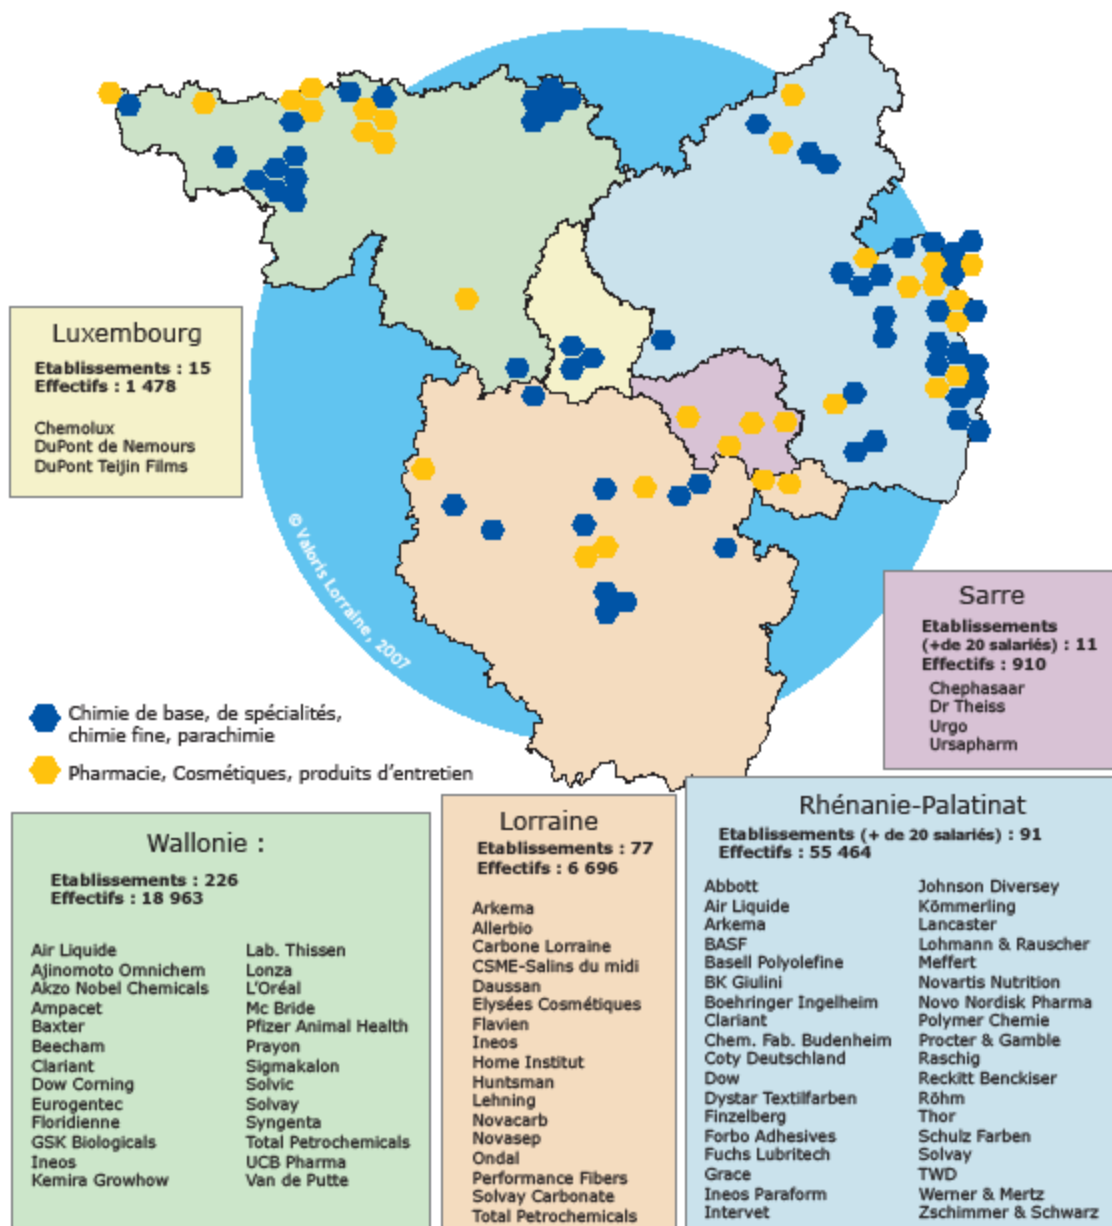 Luxembourg
Etablissements : 15
Effectifs : 1 478
Chemolux
DuPont de Nemours
DuPont Teijin Films
© Valoris Lorraine, 2007
Sarre
Etablissements
(+de 20 salariés) : 11
Effectifs : 910
Chephasaar
Dr Theiss
Urgo
Ursapharm
Chimie de base, de spécialités,
chimie fine, parachimie
Pharmacie, Cosmétiques, produits d'entretien
Wallonie :
Etablissements : 226
Effectifs : 18 963
Air Liquide
Ajinomoto Omnichem
Akzo Nobel Chemicals
Ampacet
Baxter
Beecham
Clariant
Dow Corning
Eurogentec
Floridienne
GSK Biologicals
Ineos
Kemira Growhow
Lab. Thissen
Lonza
L'Oréal
Mc Bride
Pfizer Animal Health
Prayon
Sigmakalon
Solvic
Solvay
Syngenta
Total Petrochemicals
UCB Pharma
Van de Putte
Lorraine
Etablissements : 77
Effectifs : 6 696
Arkema
Allerbio
Carbone Lorraine
CSME-Salins du midi
Daussan
Elysées Cosmétiques
Flavien
Ineos
Home Institut
Huntsman
Lehning
Novacarb
Novasep
Ondal
Performance Fibers
Solvay Carbonate
Total Petrochemicals
Rhénanie-Palatinat
Etablissements (+ de 20 salariés) : 91
Effectifs : 55 464
Abbott
Air Liquide
Arkema
BASF
Basell Polyolefine
BK Giulini
Boehringer Ingelheim
Clariant
Chem. Fab. Budenheim
Coty Deutschland
Dow
Dystar Textilfarben
Finzelberg
Forbo Adhesives
Fuchs Lubritech
Grace
Ineos Paraform
Intervet
Johnson Diversey
Kömmerling
Lancaster
Lohmann & Rauscher
Meffert
Novartis Nutrition
Novo Nordisk Pharma
Polymer Chemie
Procter & Gamble
Raschig
Reckitt Benckiser
Röhm
Thor
Schulz Farben
Solvay
TWD
Werner & Mertz
Zschimmer & Schwarz